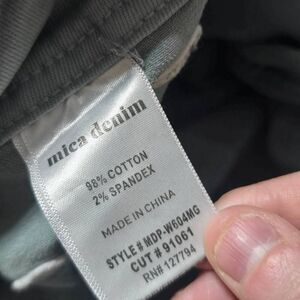 mica denim
98% COTTON
2% SPANDEX
MADE IN CHINA
STYLE # MDP-W604MG
CUT # 91061
RN# 127794